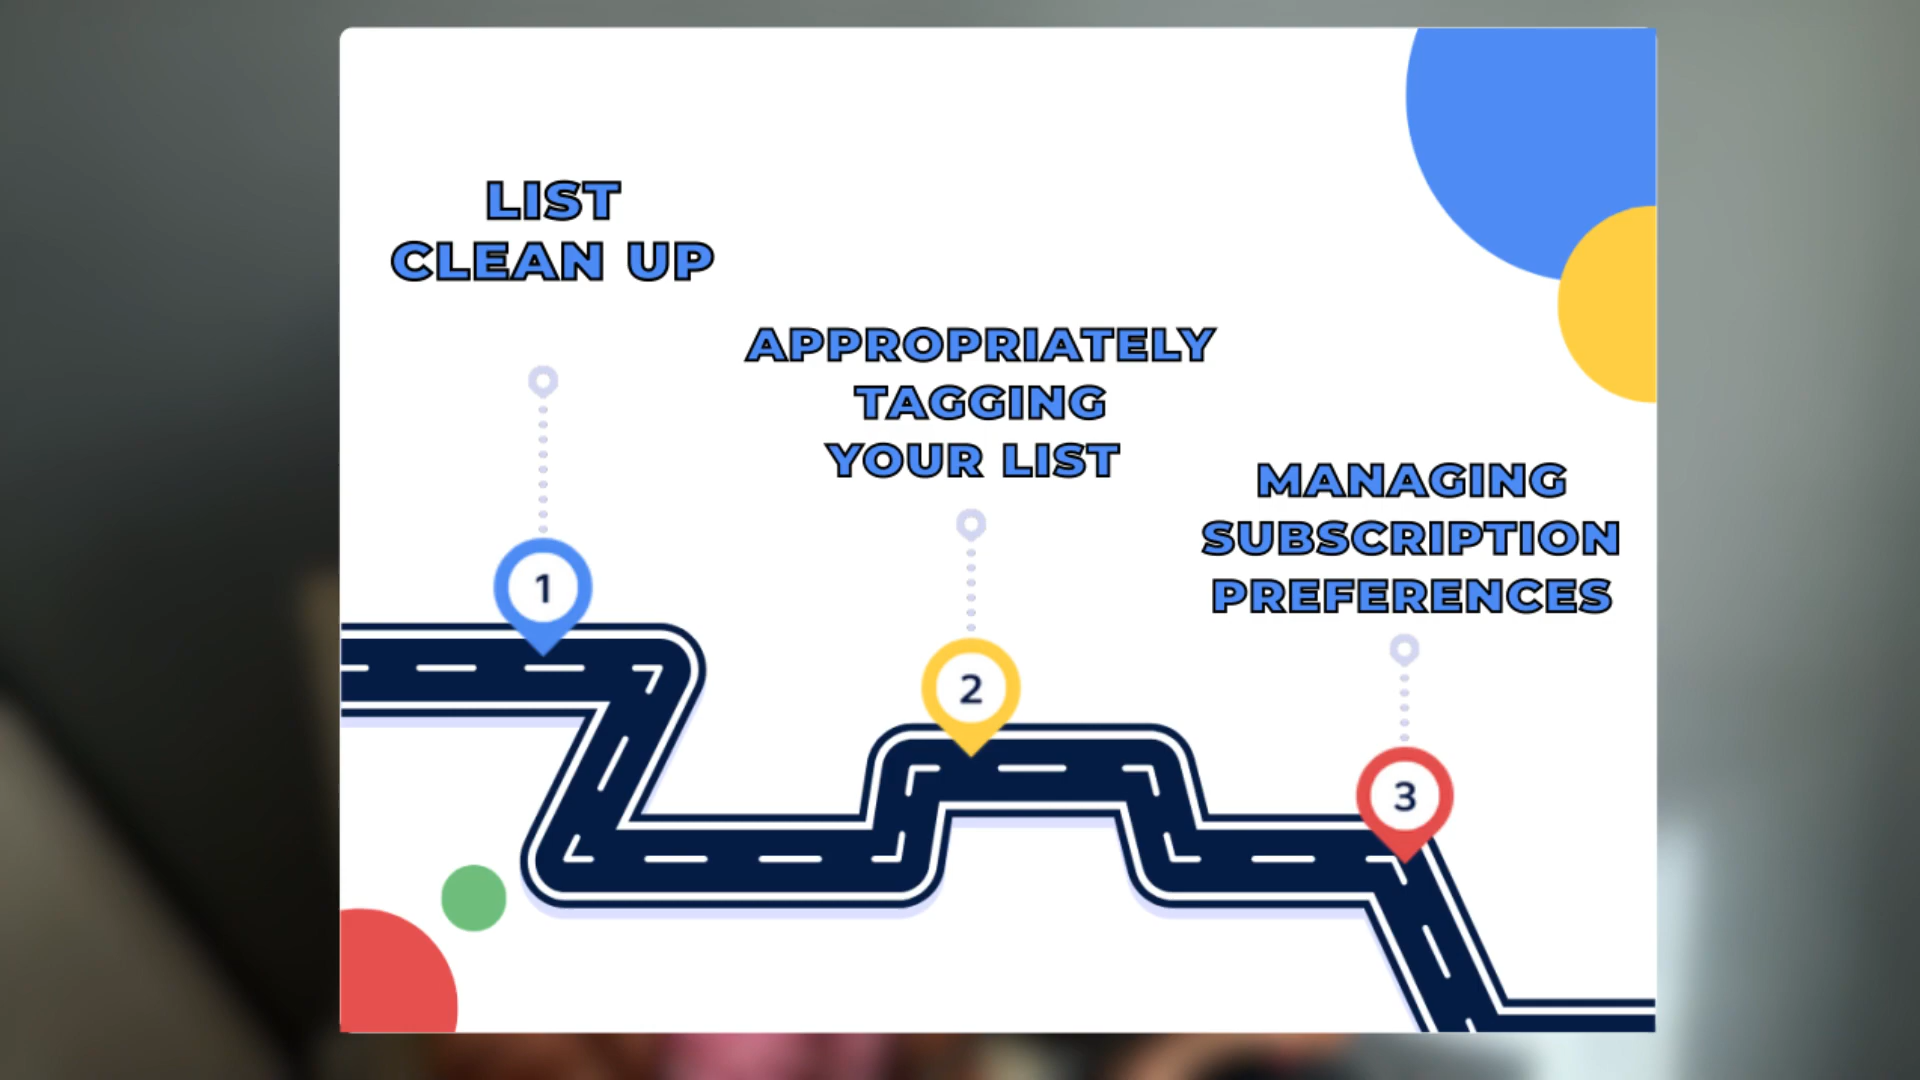 LIST
CLEAN UP
APPROPRIATELY
TAGGING
YOUR LIST
MANAGING
SUBSCRIPTION
PREFERENCES
1
2
3